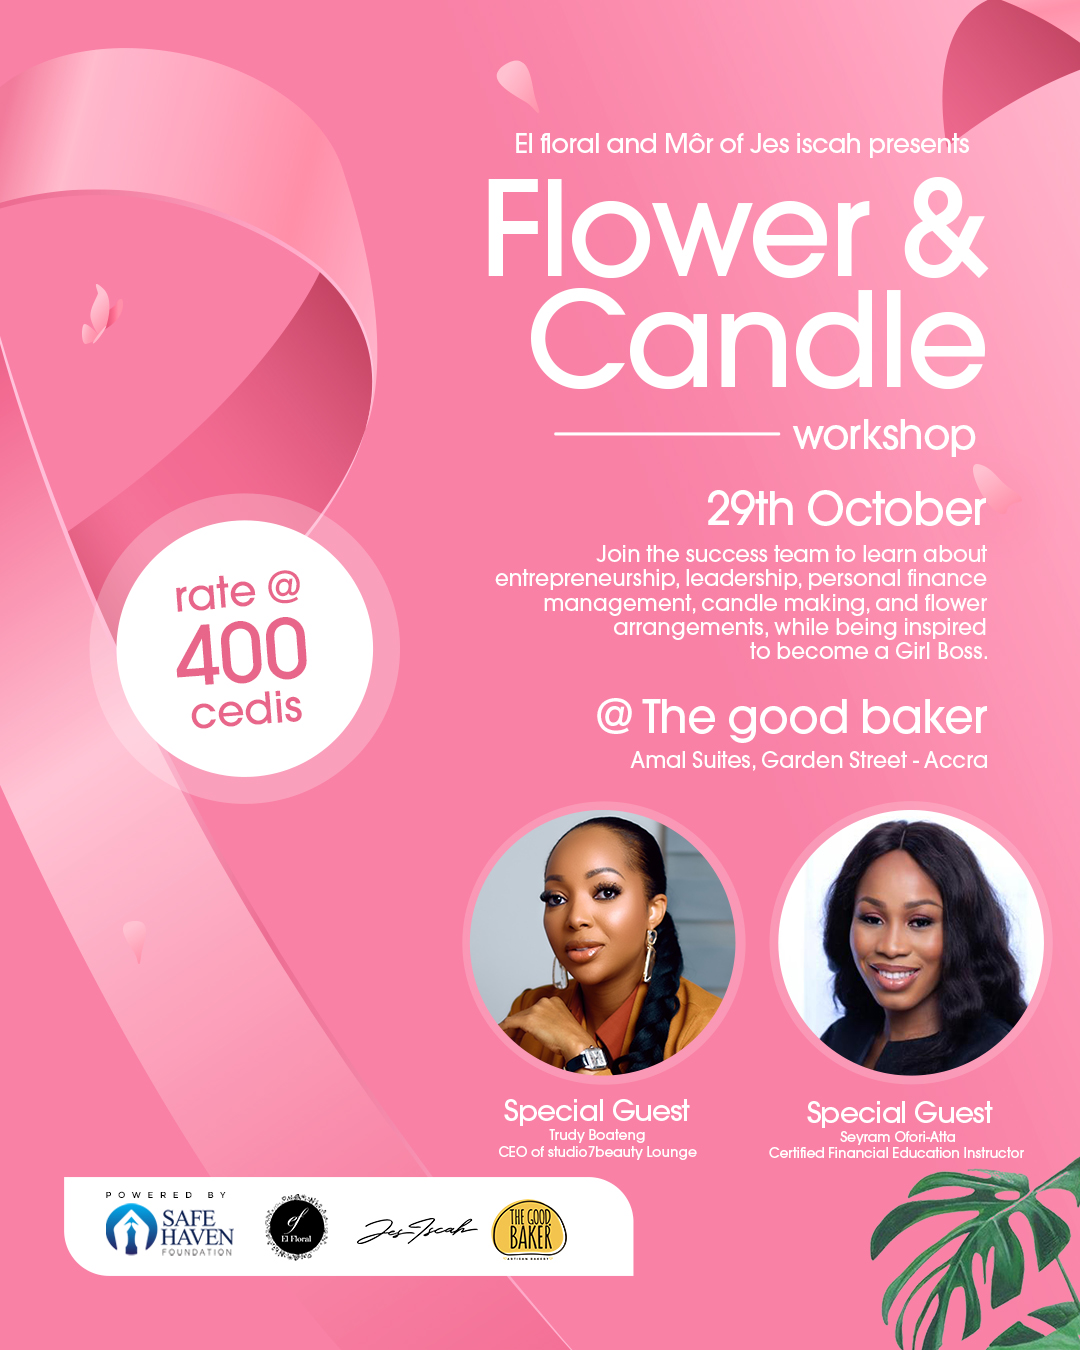 El floral and Môr of Jes iscah presents
Flower &
Candle
workshop
29th October
Join the success team to learn about
entrepreneurship, leadership, personal finance
management, candle making, and flower
arrangements, while being inspired
to become a Girl Boss.
rate @
400
cedis
@ The good baker
Amal Suites, Garden Street - Accra
Special Guest
Trudy Boateng
CEO of studio7beauty Lounge
Special Guest
Seyram Ofori-Atta
Certified Financial Education Instructor
POWERED BY
SAFE
HAVEN
FOUNDATION
ef
El Floral
Jes Iscah
THE GOOD
BAKER
ARTISAN BAKERY